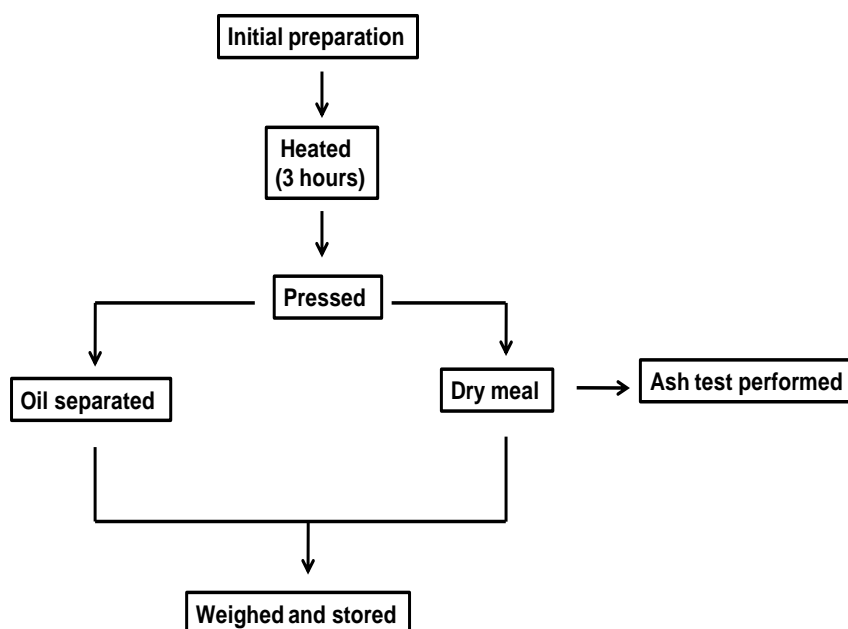 Initial preparation
Heated
(3 hours)
Pressed
Oil separated
Dry meal
Ash test performed
Weighed and stored